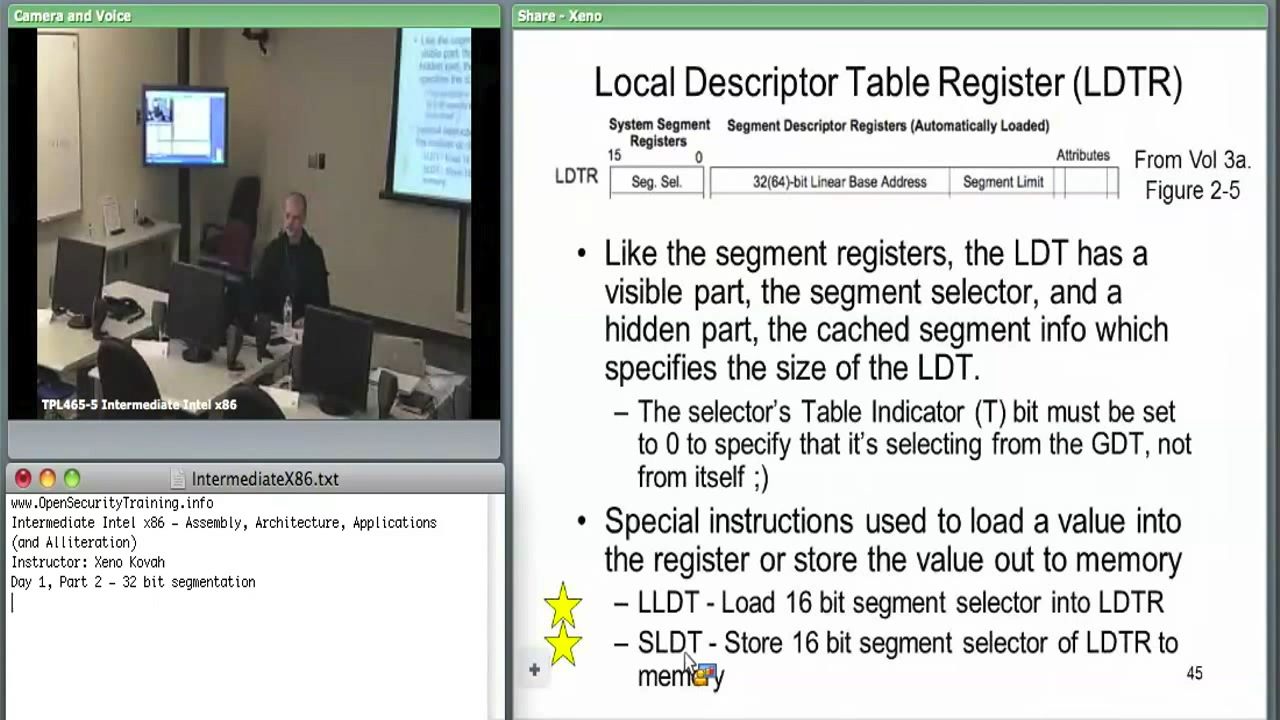 Camera and Voice
TPL465-5 Intermediate Intel x86
IntermediateX86.txt
www.OpenSecurityTraining.info
Intermediate Intel x86 – Assembly, Architecture, Applications
(and Alliteration)
Instructor: Xeno Kovah
Day 1, Part 2 – 32 bit segmentation
Share - Xeno
Local Descriptor Table Register (LDTR)
System Segment
Registers
Segment Descriptor Registers (Automatically Loaded)
15 0
Attributes
LDTR
Seg. Sel.
32(64)-bit Linear Base Address
Segment Limit
From Vol 3a.
Figure 2-5
• Like the segment registers, the LDT has a
visible part, the segment selector, and a
hidden part, the cached segment info which
specifies the size of the LDT.
– The selector's Table Indicator (T) bit must be set
to 0 to specify that it's selecting from the GDT, not
from itself ;)
• Special instructions used to load a value into
the register or store the value out to memory
– LLDT - Load 16 bit segment selector into LDTR
– SLDT - Store 16 bit segment selector of LDTR to
memory
45